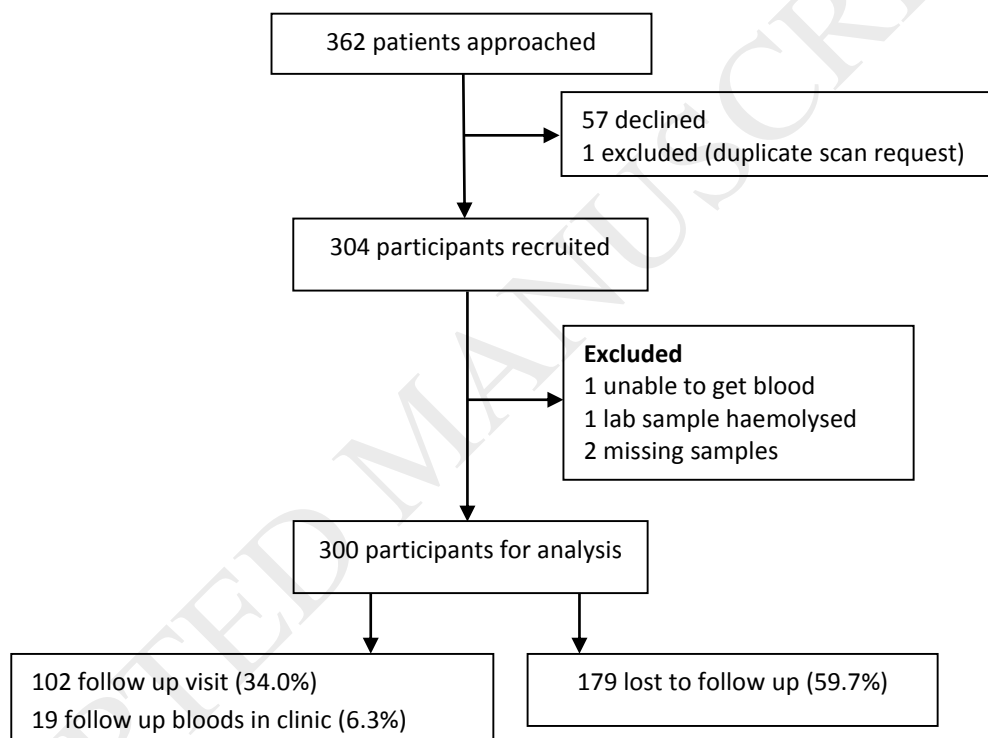 362 patients approached
57 declined
1 excluded (duplicate scan request)
304 participants recruited
Excluded
1 unable to get blood
1 lab sample haemolysed
2 missing samples
300 participants for analysis
102 follow up visit (34.0%)
19 follow up bloods in clinic (6.3%)
179 lost to follow up (59.7%)
PTED MANUSCRI